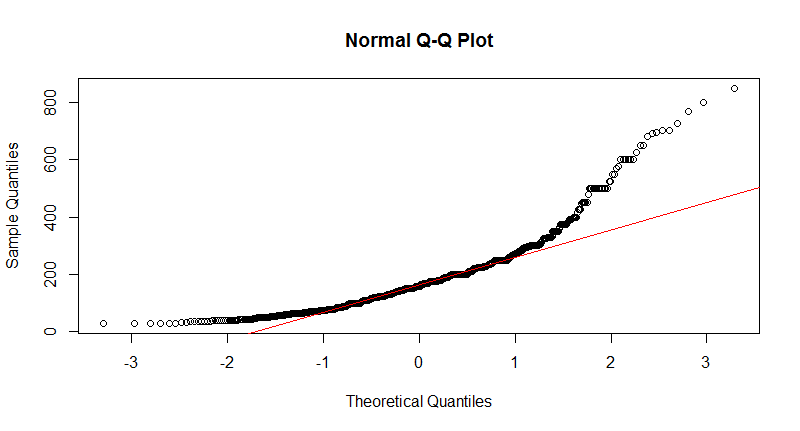 Normal Q-Q Plot
Sample Quantiles
800
600
400
200
0
-3 -2 -1 0 1 2 3
Theoretical Quantiles